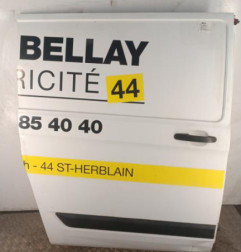 BELLAY
RICITÉ 44
85 40 40
h - 44 ST-HERBLAIN